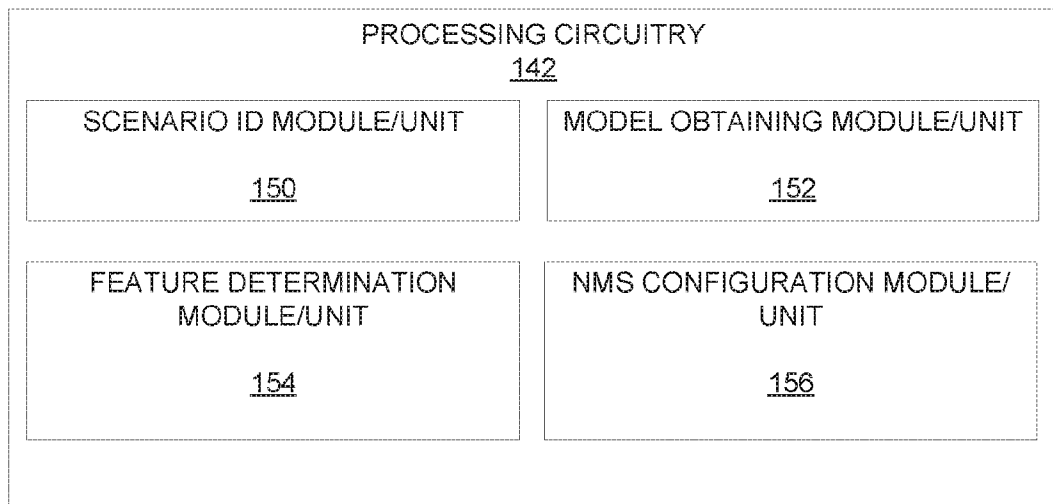 PROCESSING CIRCUITRY
142
SCENARIO ID MODULE/UNIT
150
MODEL OBTAINING MODULE/UNIT
152
FEATURE DETERMINATION
MODULE/UNIT
154
NMS CONFIGURATION MODULE/
UNIT
156